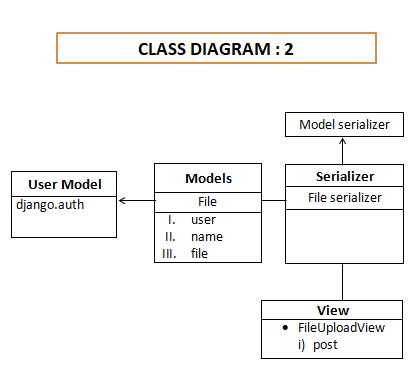 CLASS DIAGRAM : 2
Model serializer
User Model
django.auth
Models
File
I. user
II. name
III. file
Serializer
File serializer
View
• FileUploadView
i) post